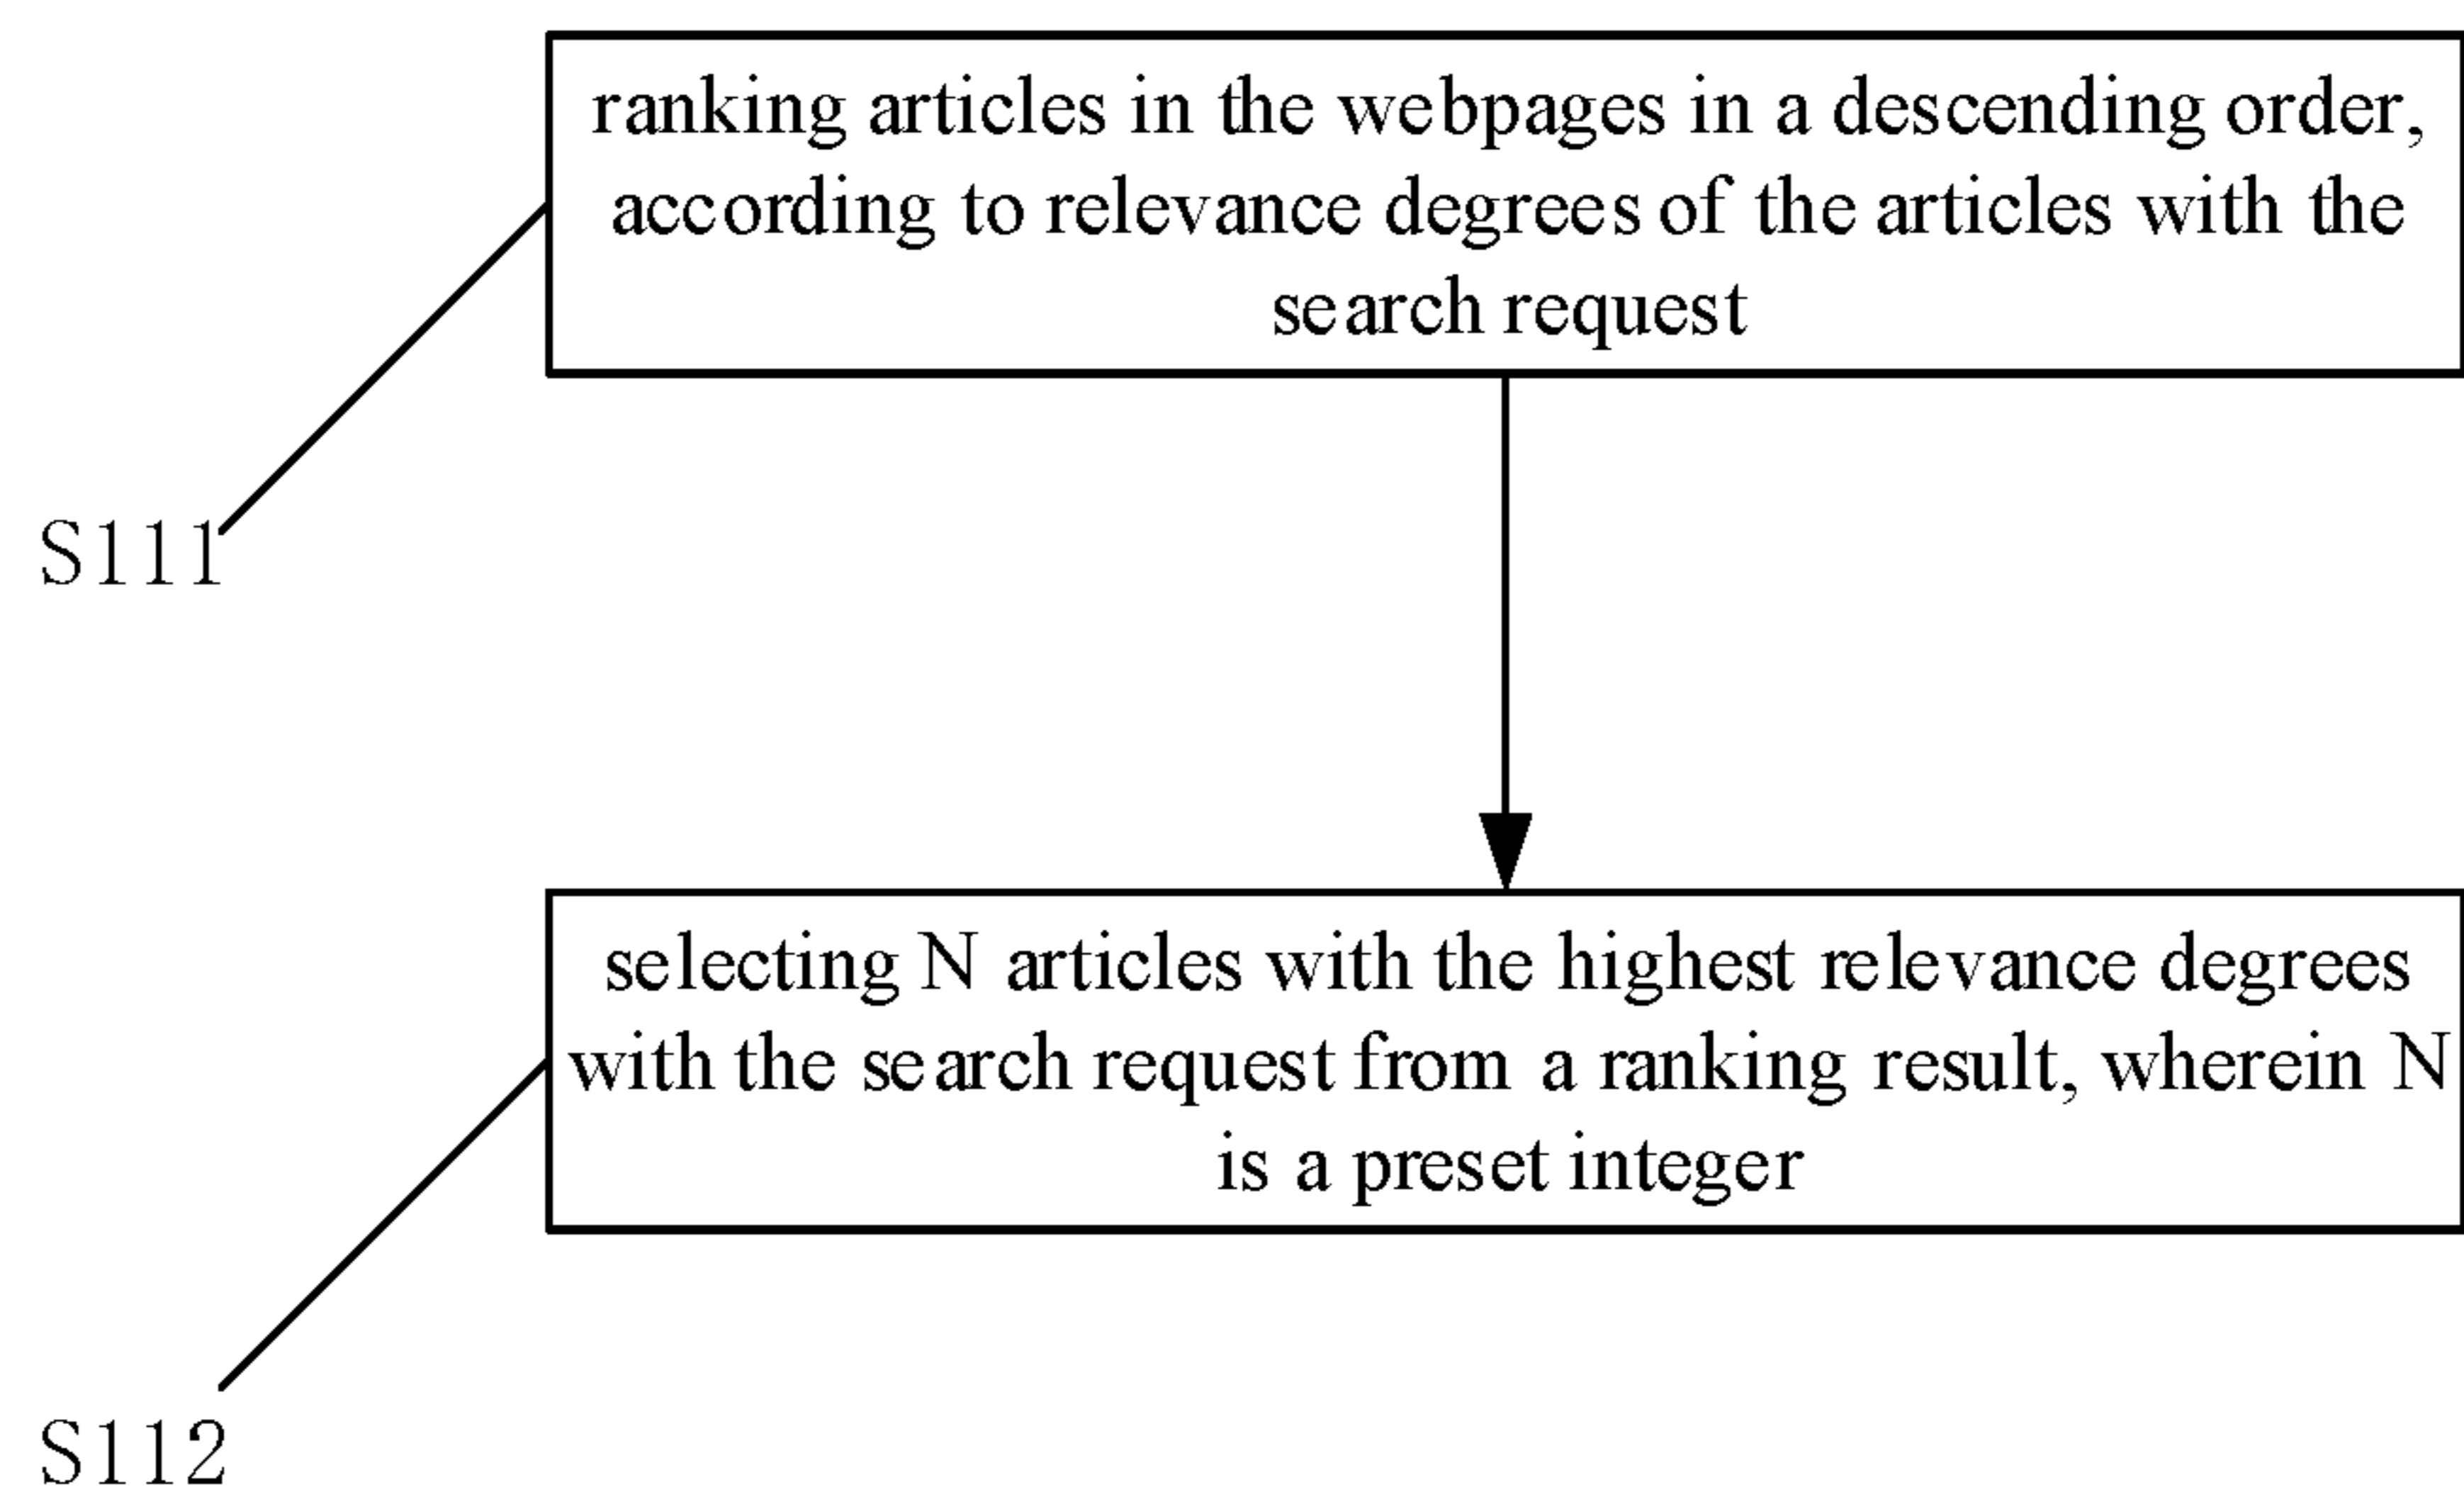 ranking articles in the webpages in a descending order,
according to relevance degrees of the articles with the
search request
S111
selecting N articles with the highest relevance degrees
with the search request from a ranking result, wherein N
is a preset integer
S112